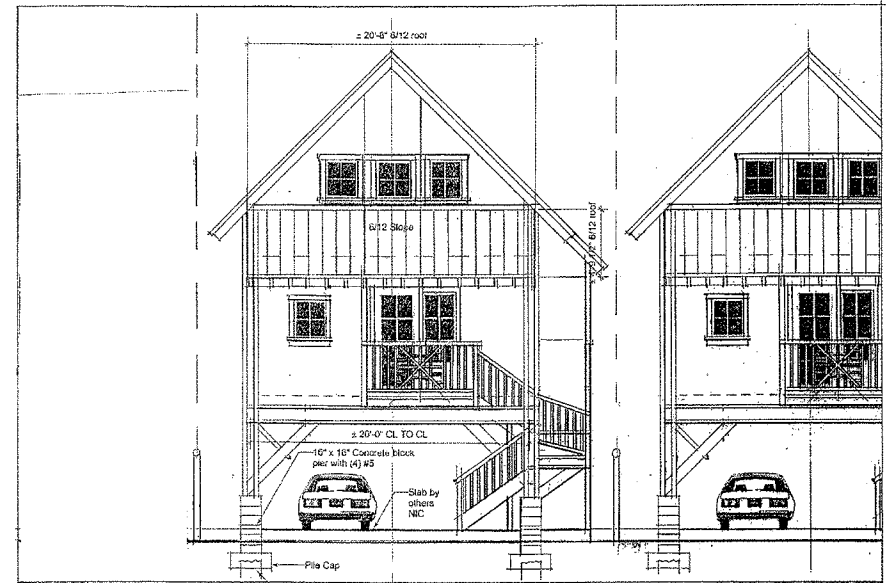 ± 20'-8" 6/12 roof
6/12 Slope
6/12 roof
± 20'-0" CL TO CL
16" x 16" Concrete block
pier with (4) #5
Slab by
others
NIC
Pile Cap